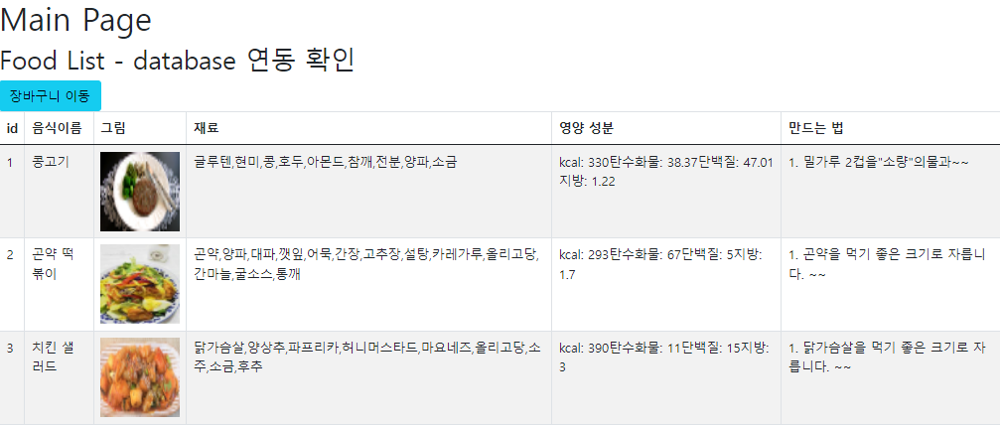 Main Page
Food List - database 연동 확인
장바구니 이동
id 음식이름 그림 재료 영양 성분 만드는 법
1 콩고기 글루텐,현미,콩,호두,아몬드,참깨,전분,양파,소금 kcal: 330탄수화물: 38.37단백질: 47.01 1. 밀가루 2컵을"소량"의물과~~
지방: 1.22
2 곤약 떡 곤약,양파,대파,깻잎,어묵,간장,고추장,설탕,카레가루,올리고당, kcal: 293탄수화물: 67단백질: 5지방: 1. 곤약을 먹기 좋은 크기로 자릅니
볶이 간마늘,굴소스,통깨 1.7 다. ~~
3 치킨 샐 닭가슴살,양상추,파프리카,허니머스타드,마요네즈,올리고당,소 kcal: 390탄수화물: 11단백질: 15지방: 1. 닭가슴살을 먹기 좋은 크기로 자
러드 주,소금,후추 3 릅니다. ~~